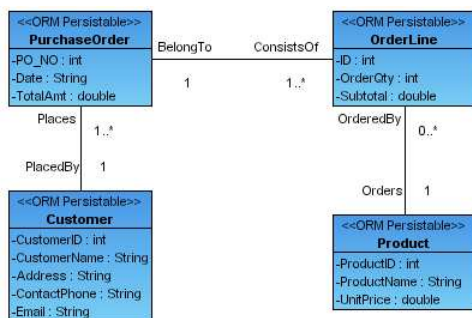 <<ORM Persistable>>
PurchaseOrder
-PO_NO : int
-Date : String
-TotalAmt : double
BelongTo
ConsistsOf
1
1..*
<<ORM Persistable>>
OrderLine
-ID : int
-OrderQty : int
-Subtotal : double
Places
1..*
PlacedBy
1
OrderedBy
0..*
Orders
1
<<ORM Persistable>>
Customer
-CustomerID : int
-CustomerName : String
-Address : String
-ContactPhone : String
-Email : String
<<ORM Persistable>>
Product
-ProductID : int
-ProductName : String
-UnitPrice : double